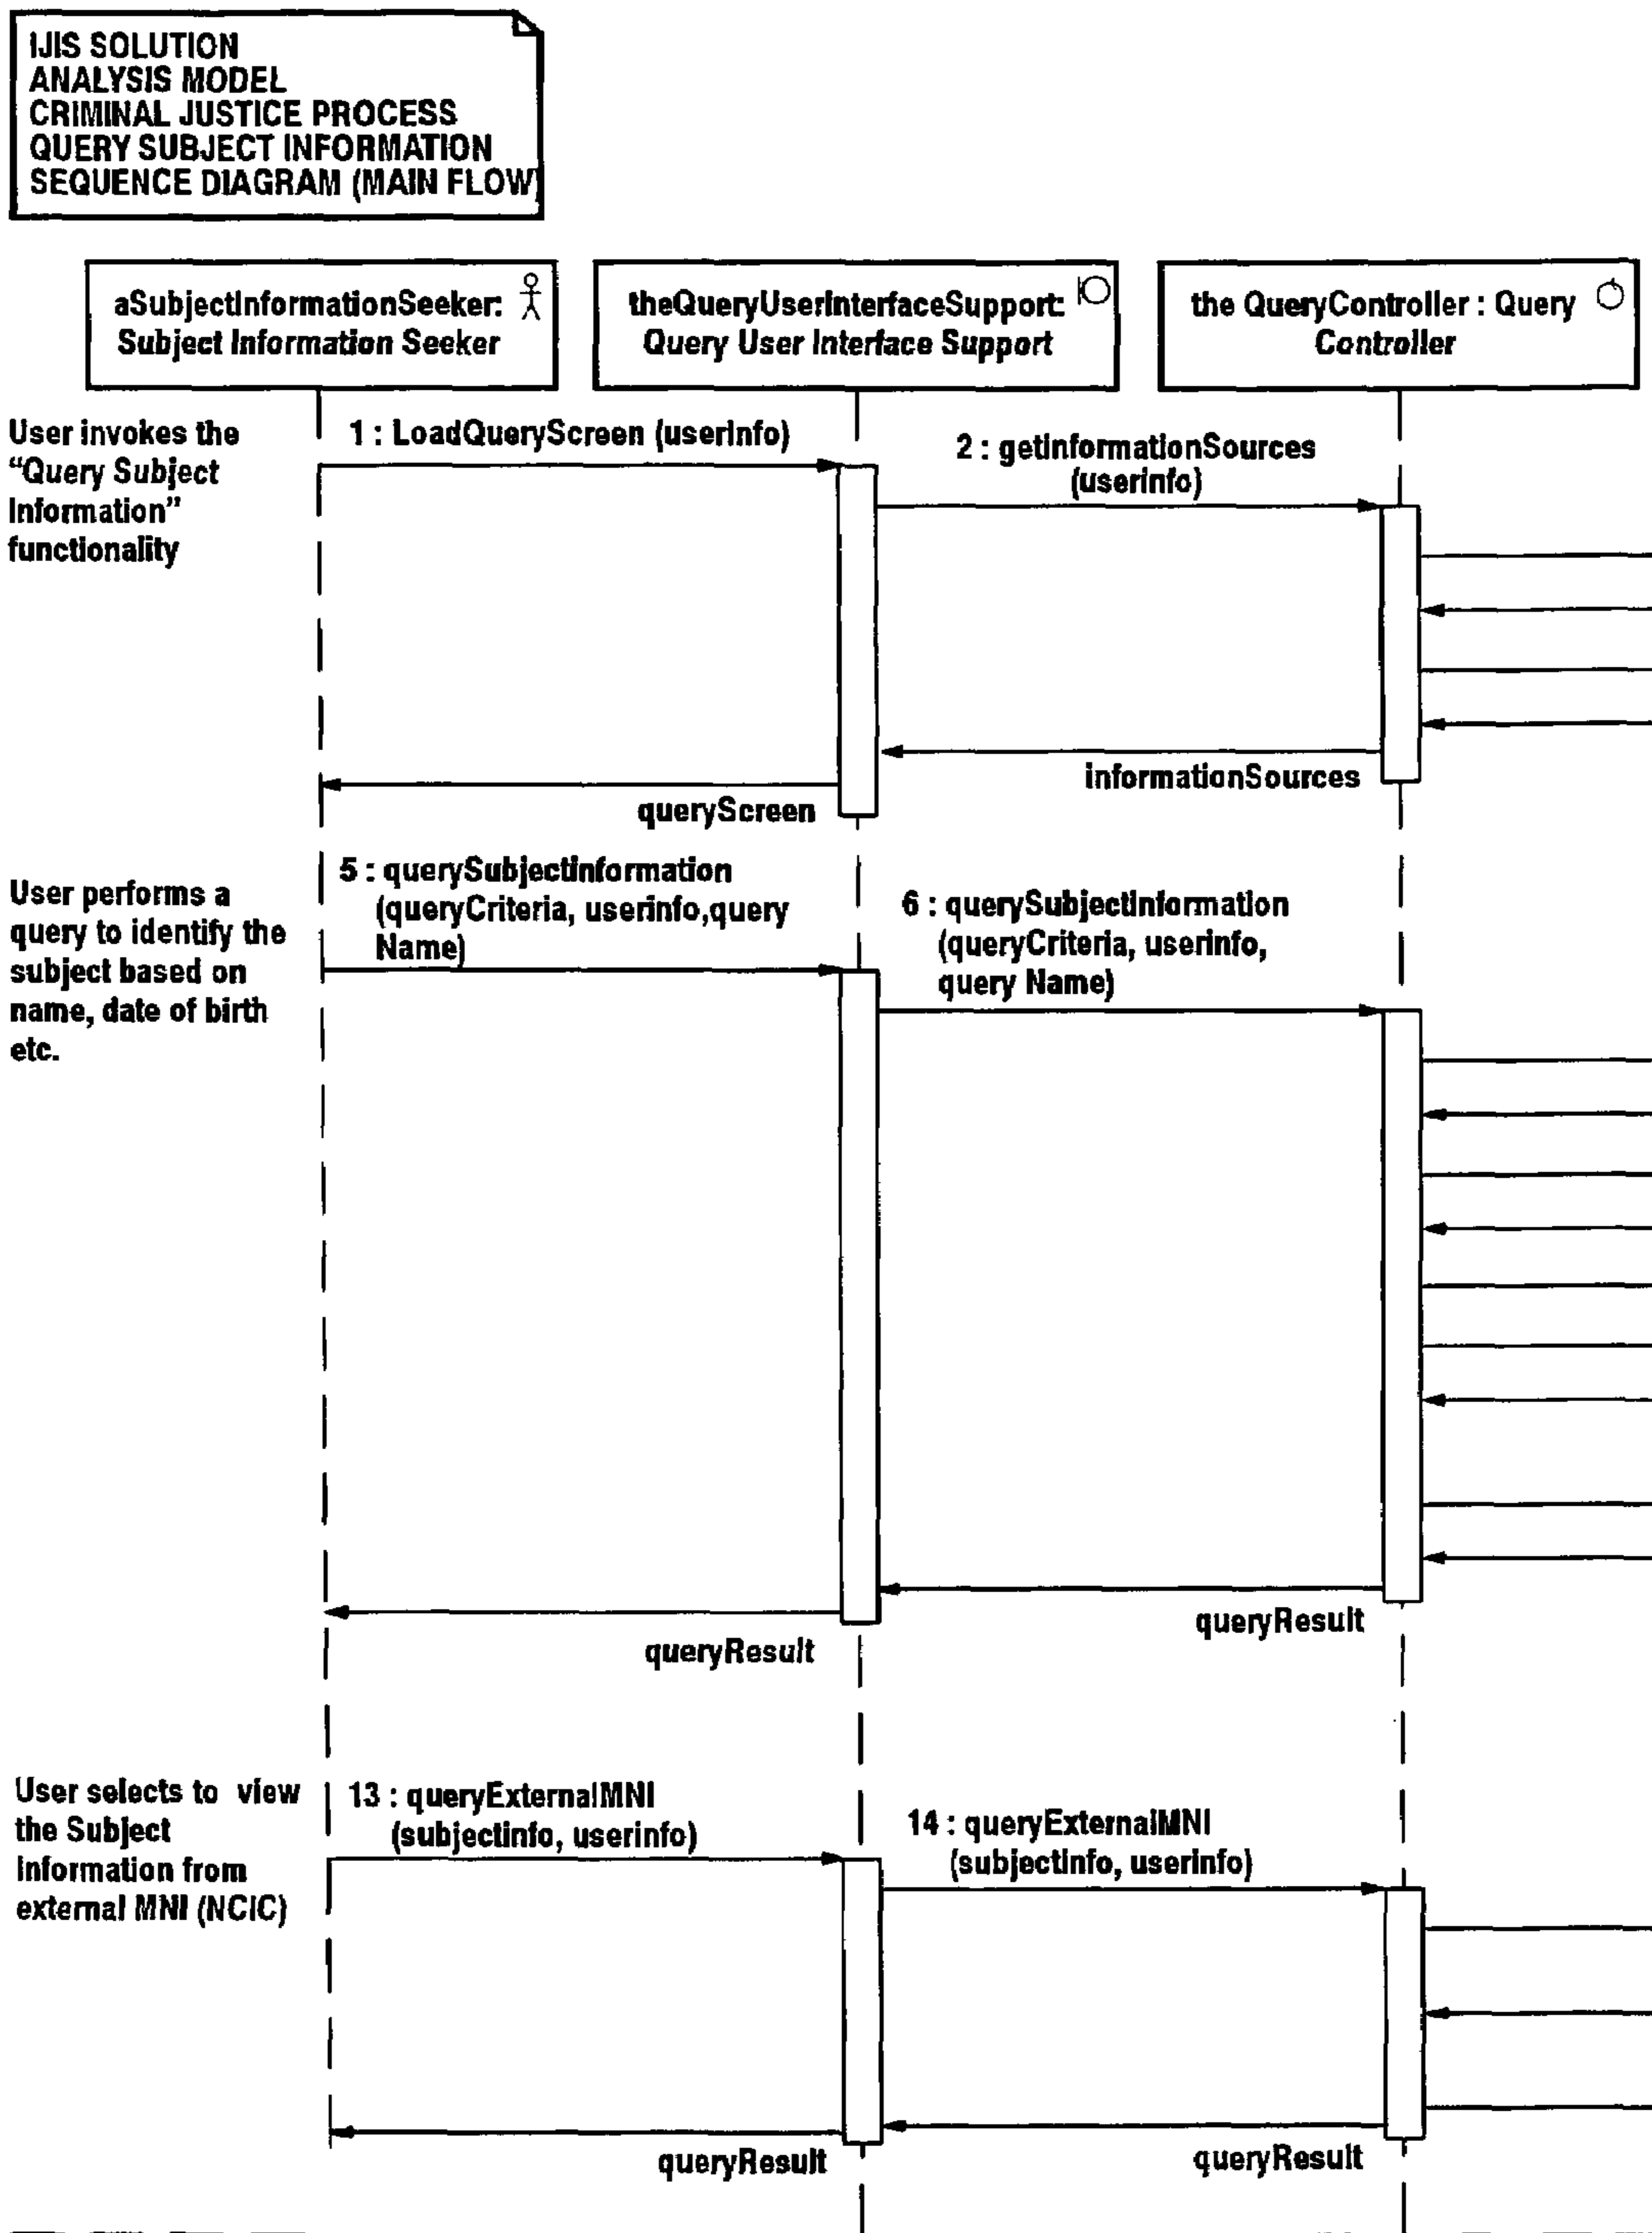 IJIS SOLUTION
ANALYSIS MODEL
CRIMINAL JUSTICE PROCESS
QUERY SUBJECT INFORMATION
SEQUENCE DIAGRAM (MAIN FLOW)
aSubjectInformationSeeker:
Subject Information Seeker
theQueryUserInterfaceSupport:
Query User Interface Support
the QueryController : Query
Controller
User invokes the
“Query Subject
Information”
functionality
1 : LoadQueryScreen (userInfo)
2 : getInformationSources
(userinfo)
informationSources
queryScreen
User performs a
query to identify the
subject based on
name, date of birth
etc.
5 : querySubjectInformation
(queryCriteria, userinfo,query
Name)
6 : querySubjectInformation
(queryCriteria, userinfo,
query Name)
queryResult
queryResult
User selects to view
the Subject
Information from
external MNI (NCIC)
13 : queryExternalMNI
(subjectinfo, userinfo)
14 : queryExternalMNI
(subjectinfo, userinfo)
queryResult
queryResult